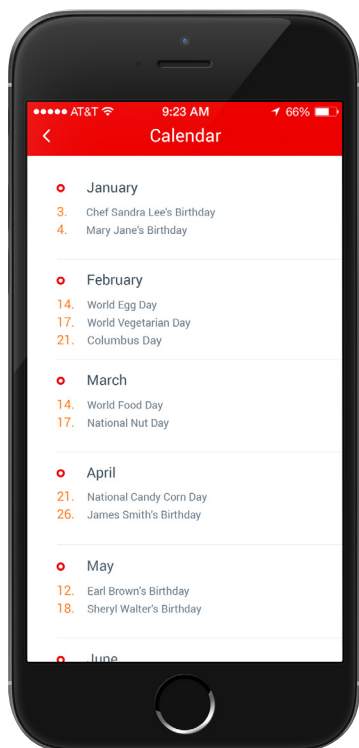 AT&T 9:23 AM 66%
Calendar
January
3. Chef Sandra Lee's Birthday
4. Mary Jane's Birthday
February
14. World Egg Day
17. World Vegetarian Day
21. Columbus Day
March
14. World Food Day
17. National Nut Day
April
21. National Candy Corn Day
26. James Smith's Birthday
May
12. Earl Brown's Birthday
18. Sheryl Walter's Birthday
June